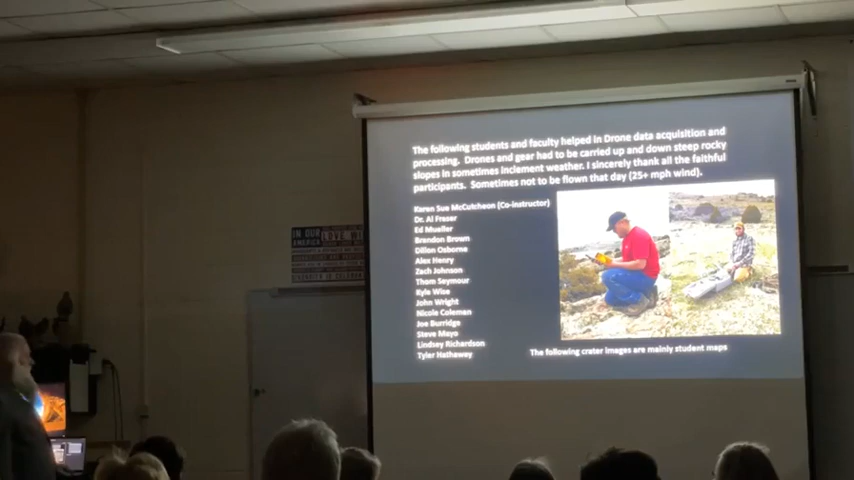 The following students and faculty helped in Drone data acquisition and
processing. Drones and gear had to be carried up and down steep rocky
slopes in sometimes inclement weather. I sincerely thank all the faithful
participants. Sometimes not to be flown that day (25+ mph wind).
Karen Sue McCutcheon (Co-instructor)
Dr. Al Fraser
Ed Mueller
Brandon Brown
Dillon Osborne
Alex Henry
Zach Johnson
Thom Seymour
Kyle Wise
John Wright
Nicole Coleman
Joe Burridge
Steve Mayo
Lindsey Richardson
Tyler Hathaway
The following crater images are mainly student maps
IN OUR
AMERICA
LOVE WI